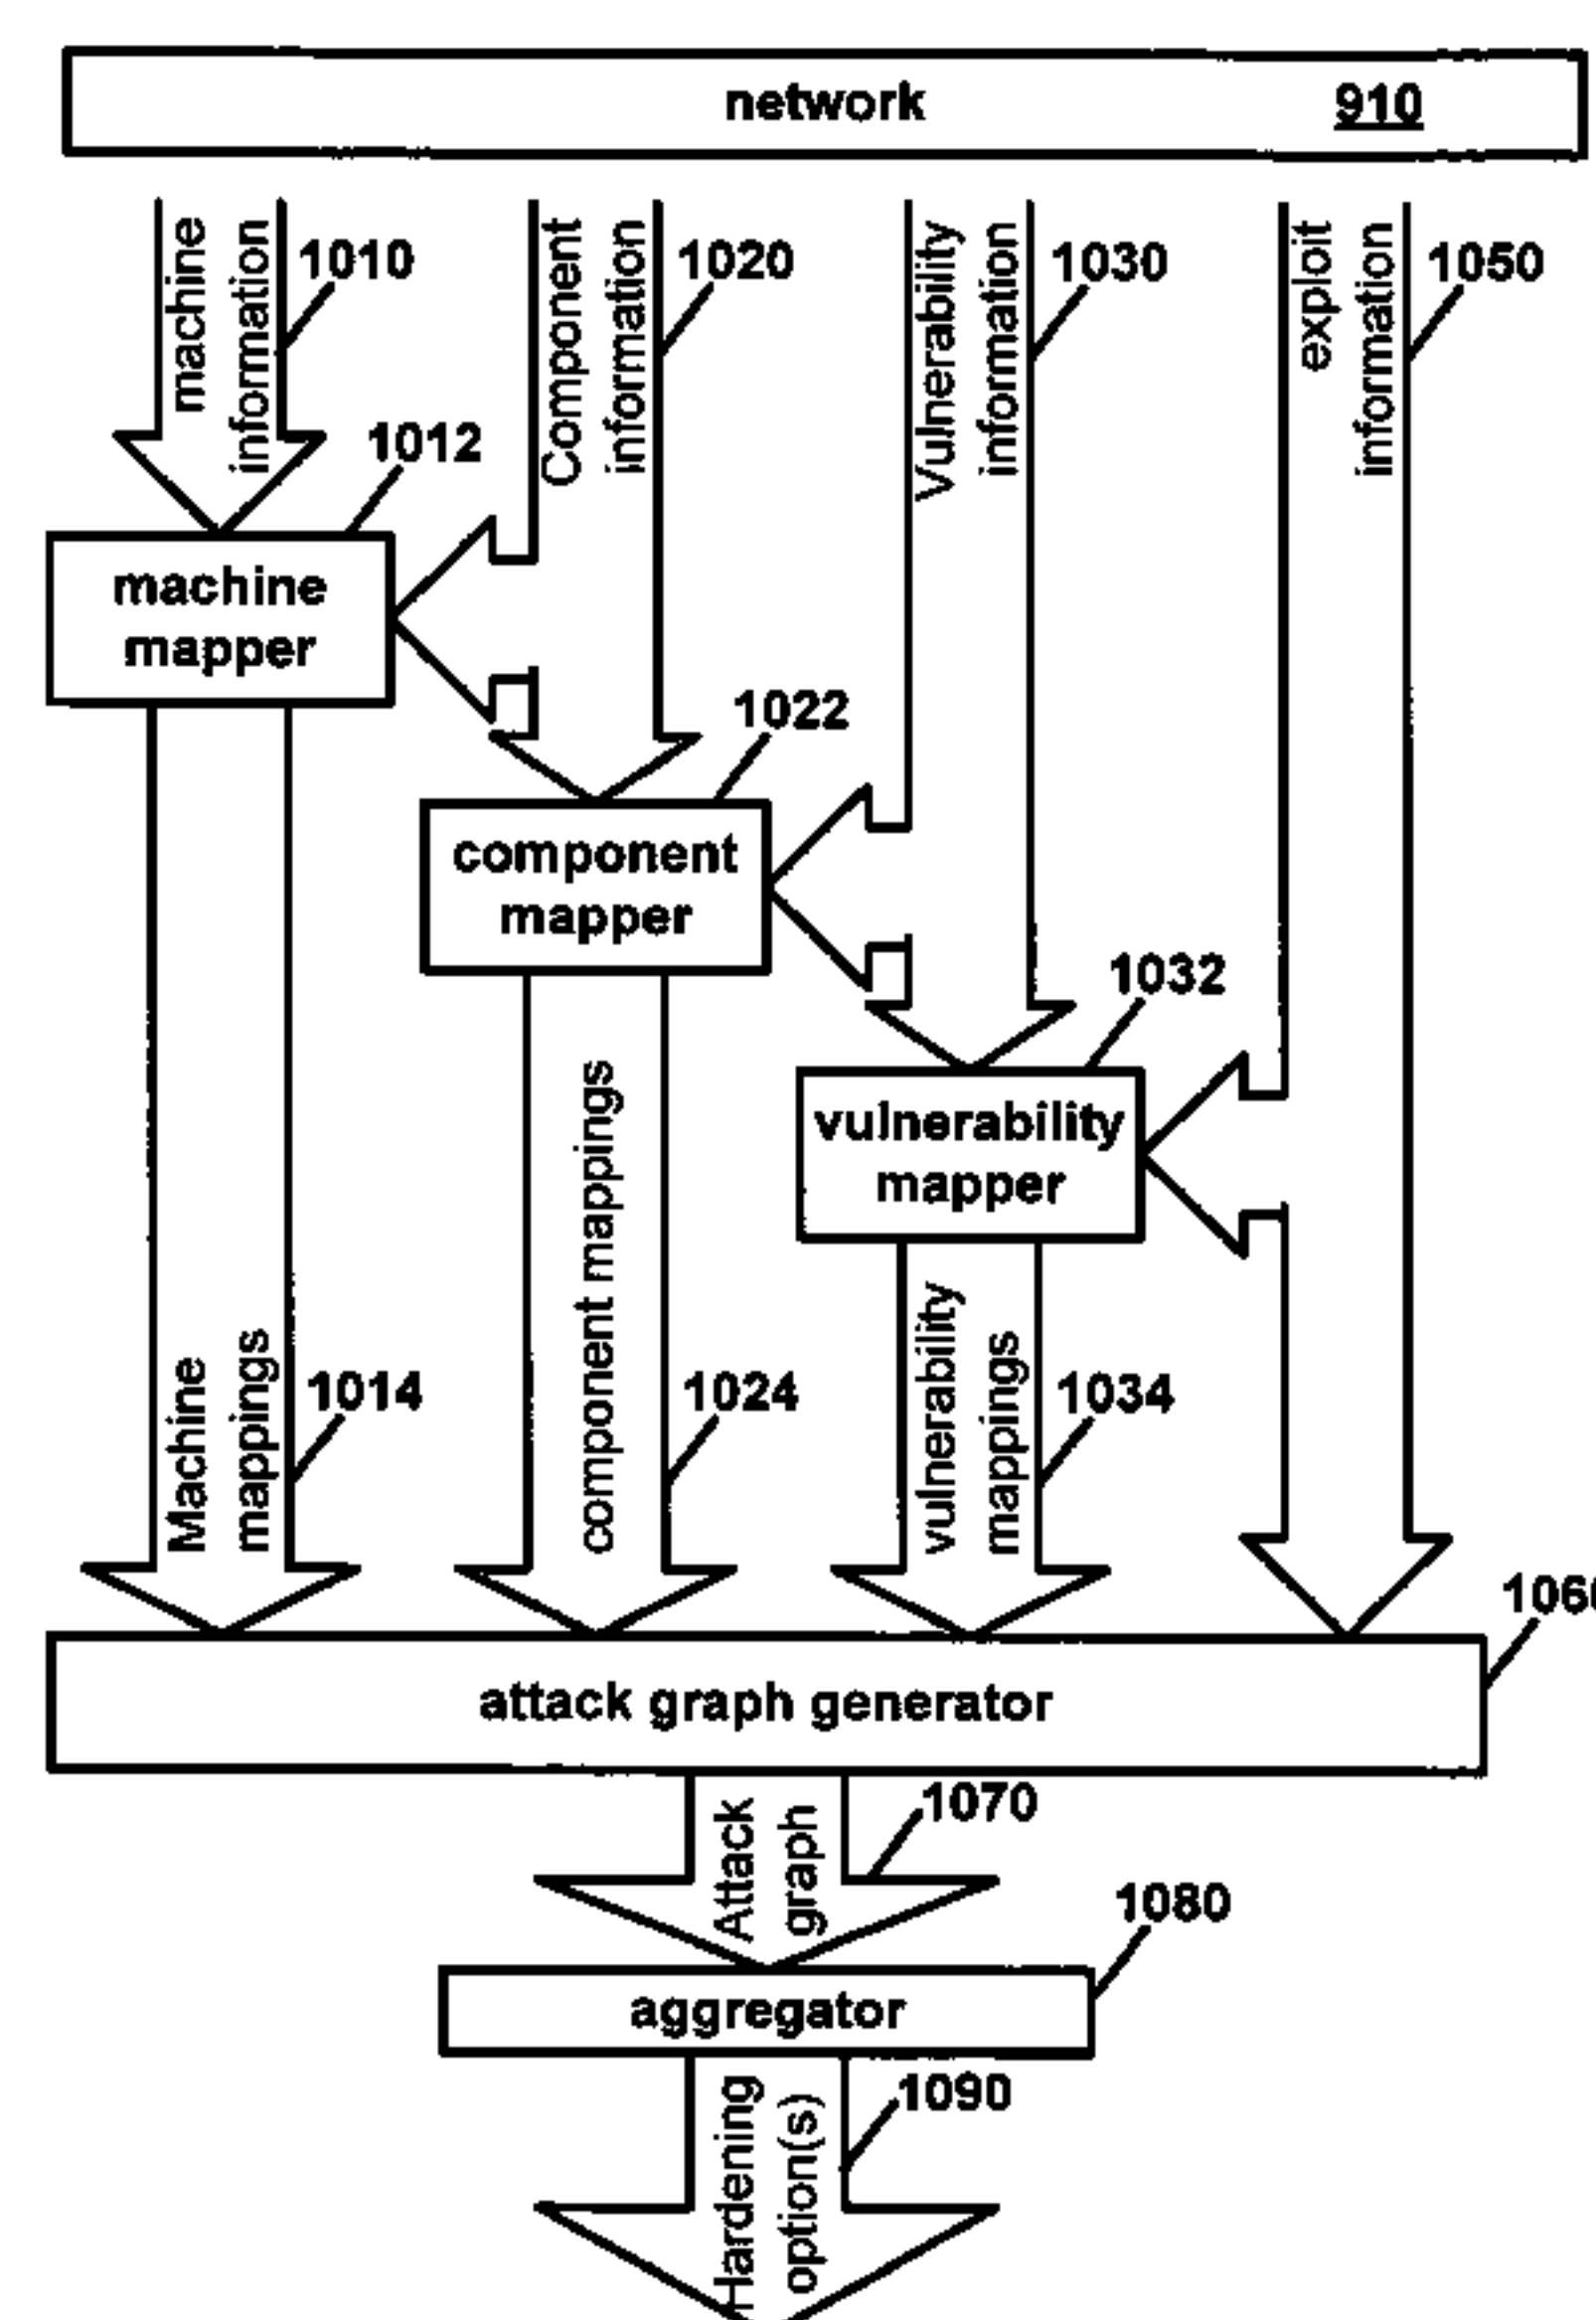 network 910
machine
information
1010
Component
information
1020
Vulnerability
information
1030
exploit
information
1050
1012
machine
mapper
1022
component
mapper
1032
vulnerability
mapper
Machine
mappings
1014
component mappings
1024
vulnerability
mappings
1034
1060
attack graph generator
Attack
graph
1070
1080
aggregator
Hardening
option(s)
1090